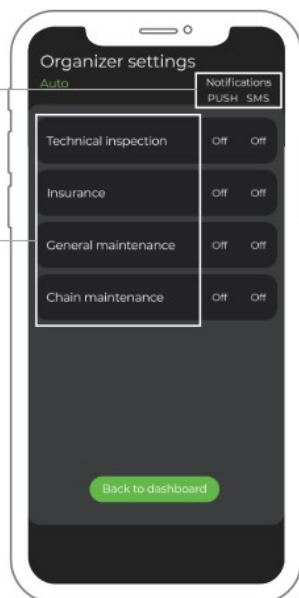 Organizer settings
Auto
Notifications
PUSH SMS
Technical inspection Off Off
Insurance Off Off
General maintenance Off Off
Chain maintenance Off Off
Back to dashboard